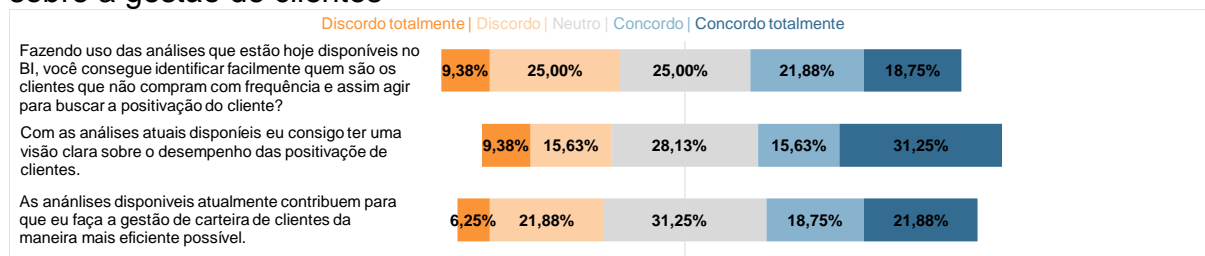 sobre a gestão de clientes
Discordo totalmente | Discordo | Neutro | Concordo | Concordo totalmente
Fazendo uso das análises que estão hoje disponíveis no
BI, você consegue identificar facilmente quem são os
clientes que não compram com frequência e assim agir
para buscar a positivação do cliente?
9,38% 25,00% 25,00% 21,88% 18,75%
Com as análises atuais disponíeis eu consigo ter uma
visão clara sobre o desempenho das positivaçõe de
clientes.
9,38% 15,63% 28,13% 15,63% 31,25%
As anánlises disponiveis atualmente contribuem para
que eu faça a gestão de carteira de clientes da
maneira mais eficiente possível.
6,25% 21,88% 31,25% 18,75% 21,88%